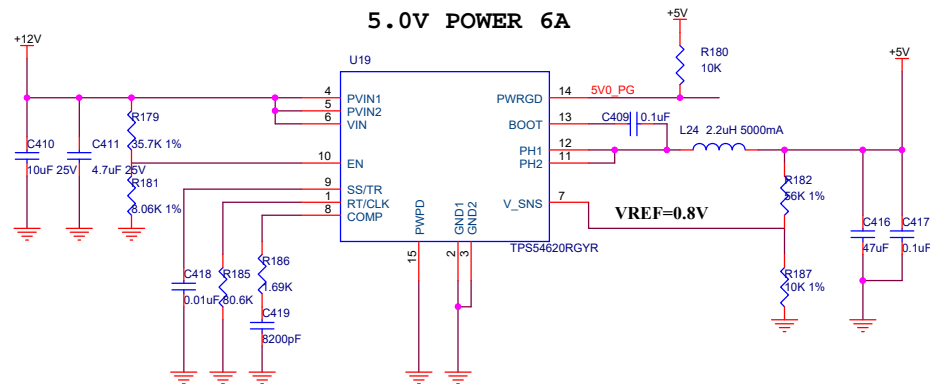 5.0V POWER 6A
+5V
+12V
+5V
R180
10K
U19
4
PVIN1
PWRGD
14
5V0_PG
5
PVIN2
6
VIN
BOOT
13
C409
0.1uF
R179
35.7K 1%
L24 2.2uH 5000mA
PH1
12
PH2
11
C410
10uF 25V
C411
4.7uF 25V
10
EN
R181
8.06K 1%
9
SS/TR
1
RT/CLK
8
COMP
V_SNS
7
VREF=0.8V
R182
56K 1%
PWPD
GND1
GND2
TPS54620RGYR
15
2
3
C416
47uF
C417
0.1uF
R187
10K 1%
C418
0.01uF
R185
80.6K
R186
1.69K
C419
8200pF